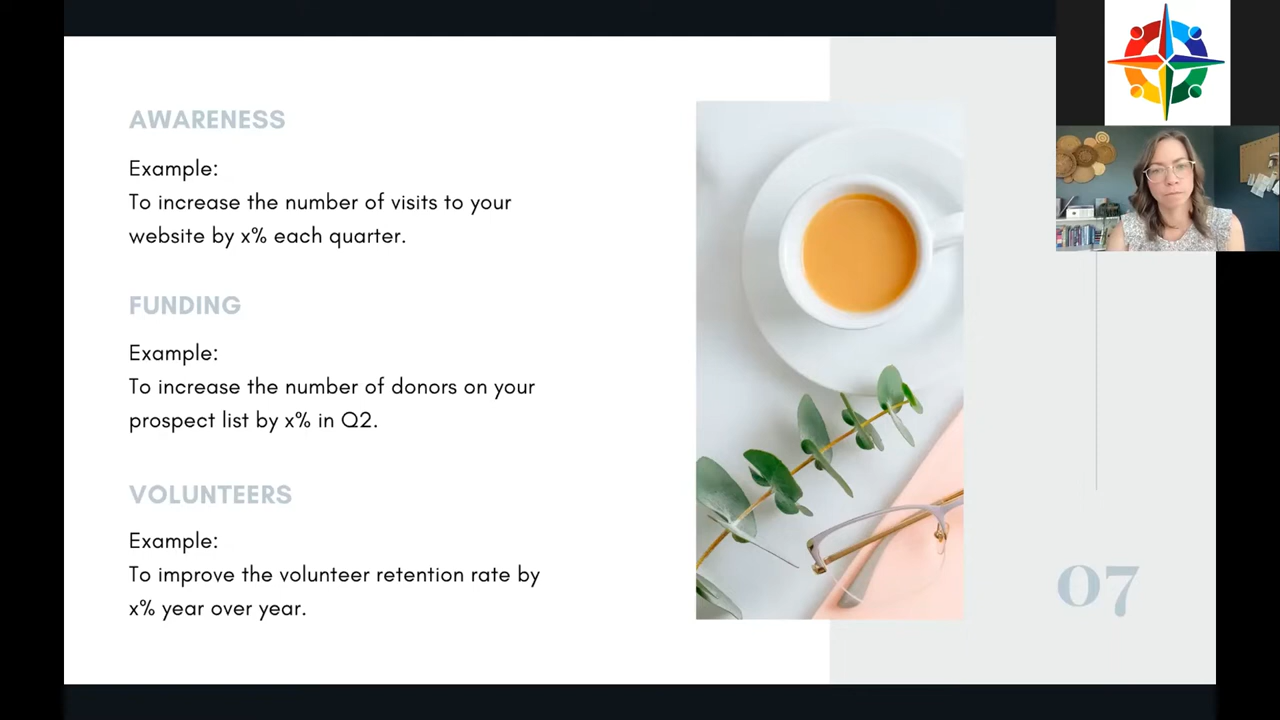 AWARENESS
Example:
To increase the number of visits to your
website by x% each quarter.
FUNDING
Example:
To increase the number of donors on your
prospect list by x% in Q2.
VOLUNTEERS
Example:
To improve the volunteer retention rate by
x% year over year.
07